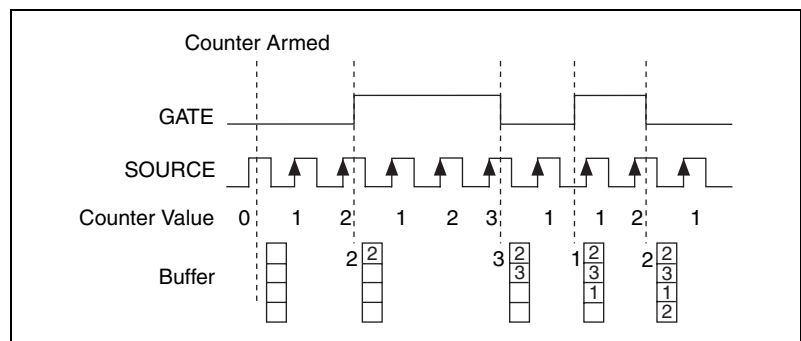 Counter Armed
GATE
SOURCE
Counter Value 0 1 2 1 2 3 1 1 2 1
Buffer 2 2 3 2 1 2 2 2
3 3 3
1 1
2